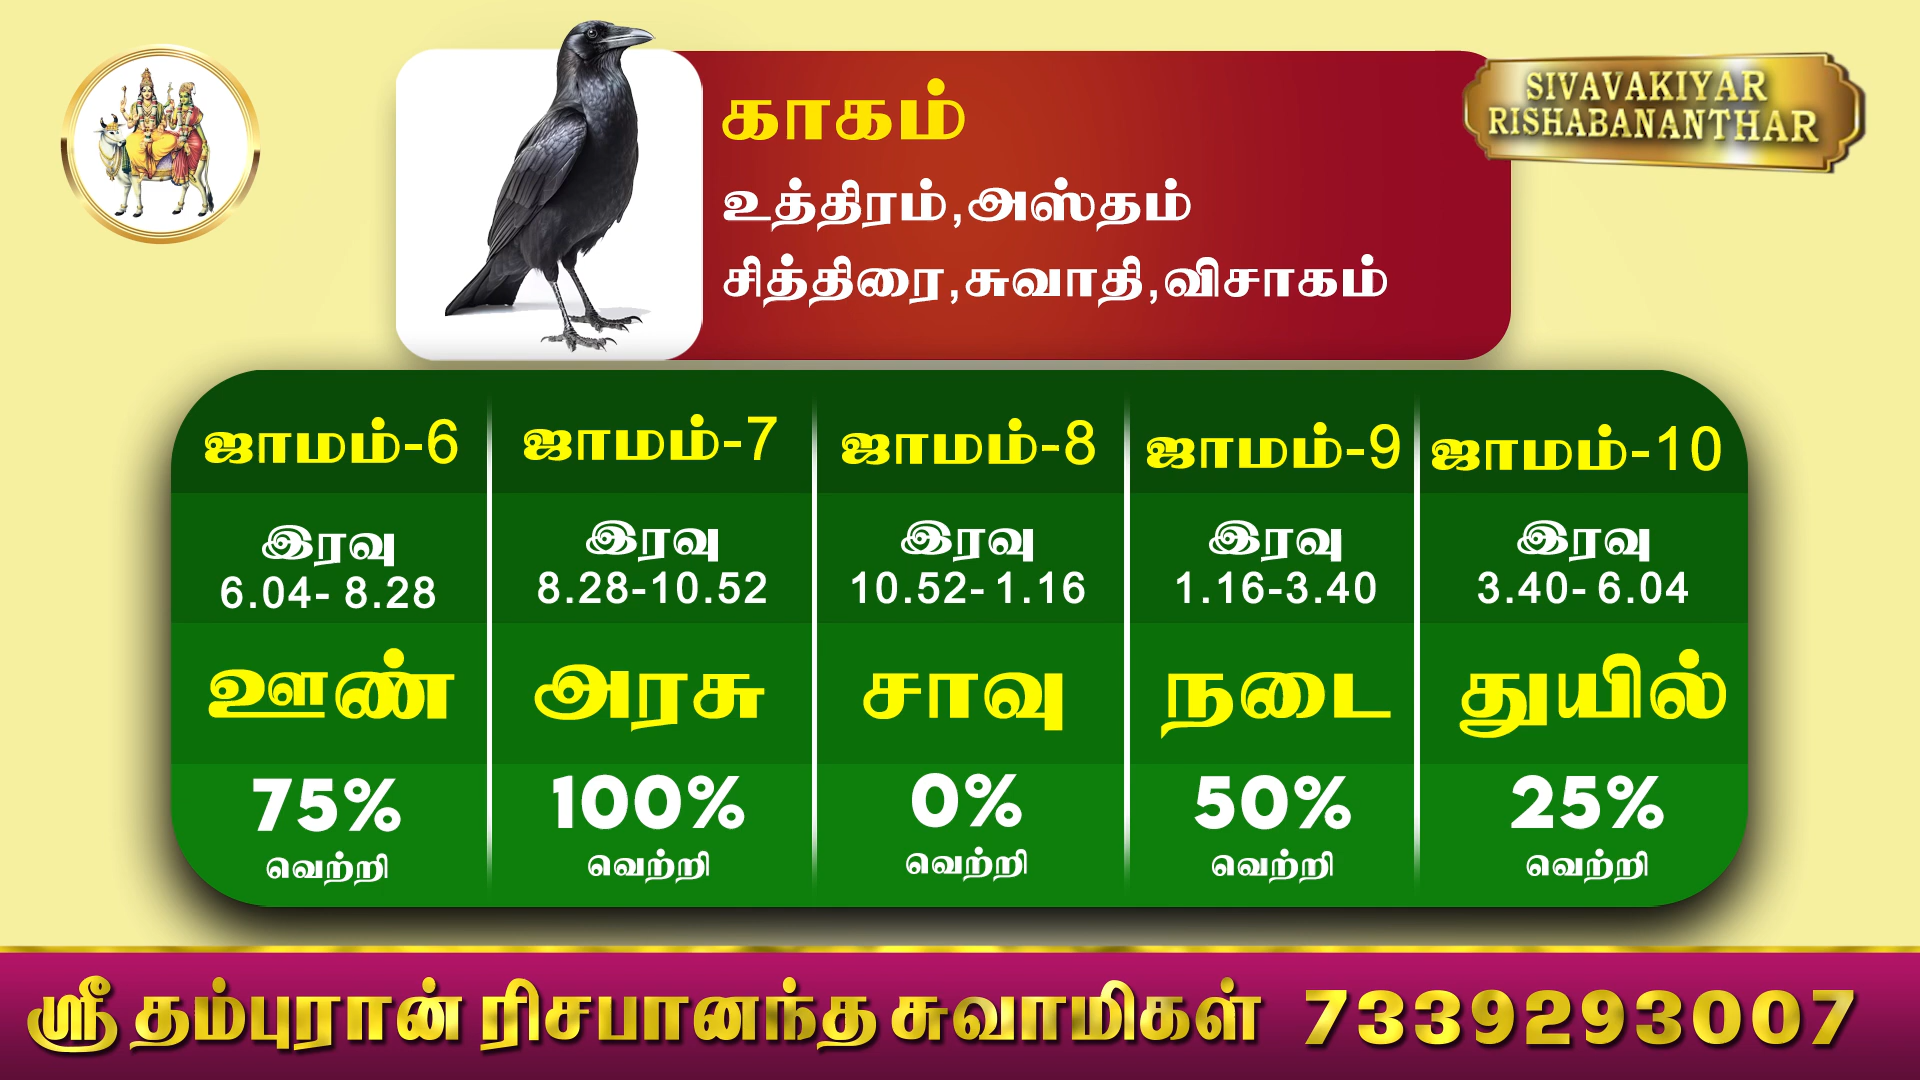 காகம்
உத்திரம்,அஸ்தம்
சித்திரை,சுவாதி,விசாகம்
SIVAVAKIYAR
RISHABANANTHAR
ஜாமம்-6
இரவு
6.04- 8.28
ஊண்
75%
வெற்றி
ஜாமம்-7
இரவு
8.28-10.52
அரசு
100%
வெற்றி
ஜாமம்-8
இரவு
10.52- 1.16
சாவு
0%
வெற்றி
ஜாமம்-9
இரவு
1.16-3.40
நடை
50%
வெற்றி
ஜாமம்-10
இரவு
3.40- 6.04
துயில்
25%
வெற்றி
ஸ்ரீ தம்புரான் ரிசபானந்த சுவாமிகள் 7339293007